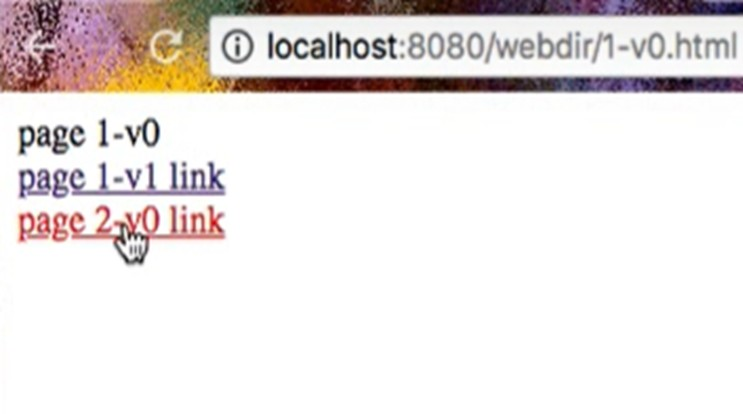 localhost:8080/webdir/1-v0.html
page 1-v0
page 1-v1 link
page 2-v0 link